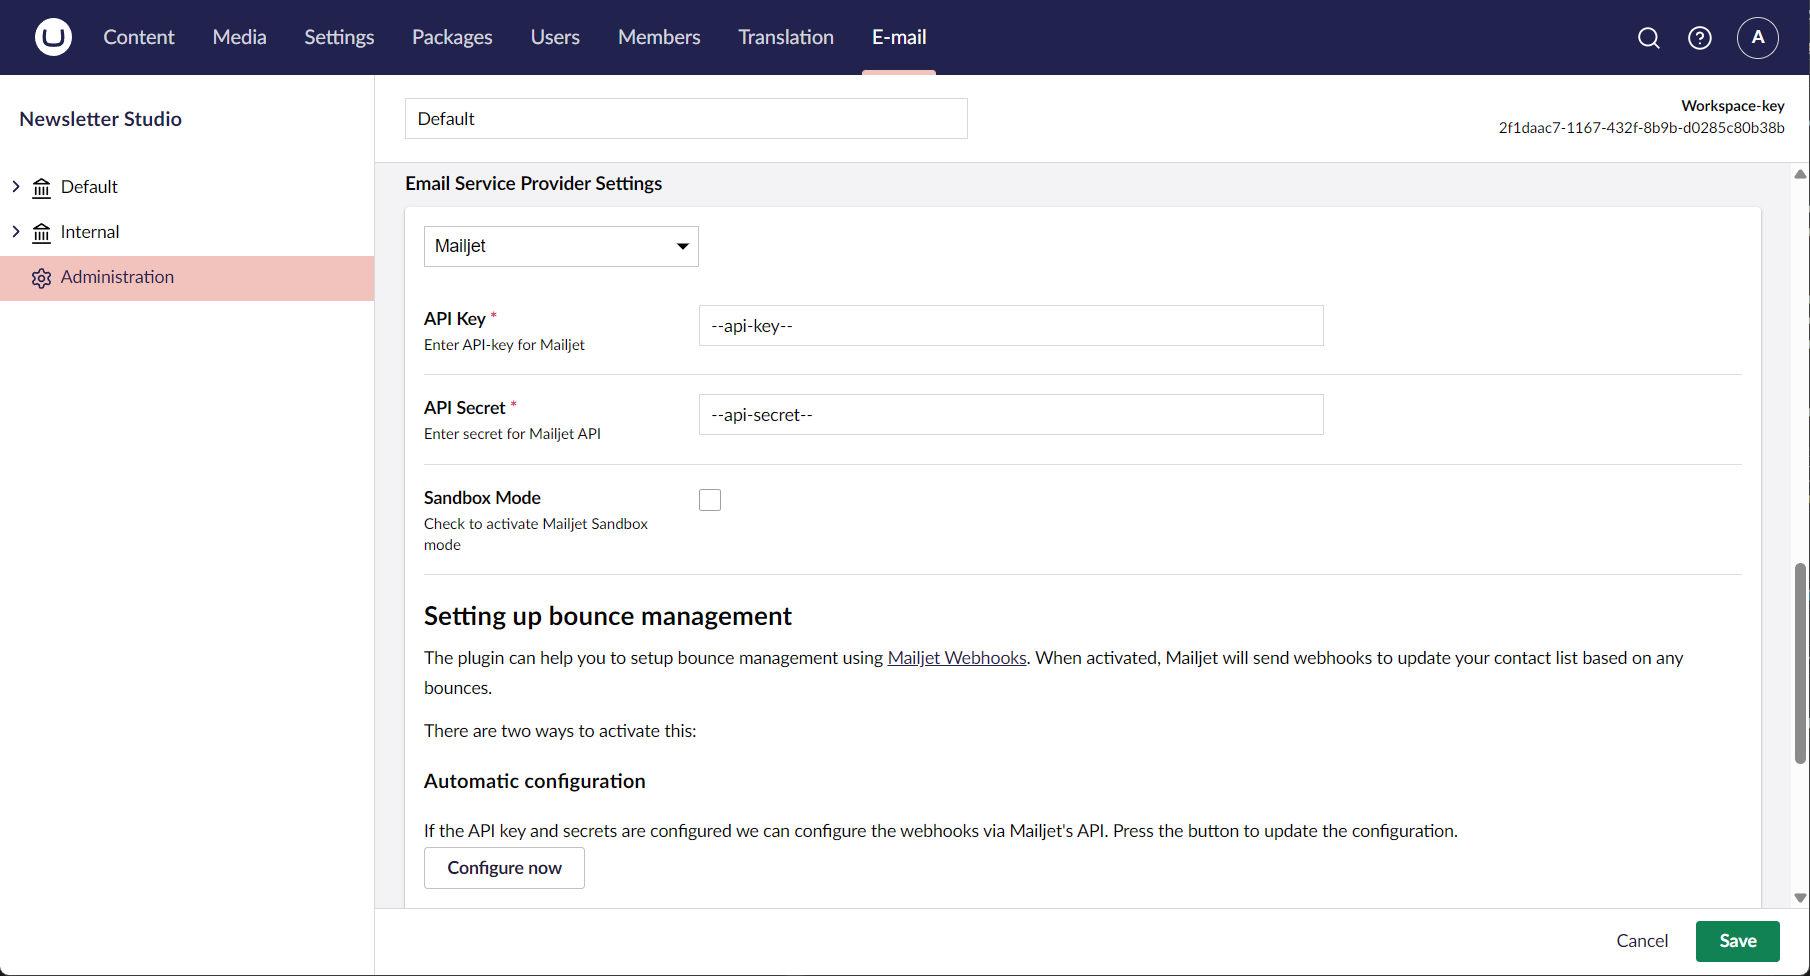 Content Media Settings Packages Users Members Translation E-mail A
Newsletter Studio
Default
Internal
Administration
Default
Workspace-key
2f1daac7-1167-432f-8b9b-d0285c80b38b
Email Service Provider Settings
Mailjet
API Key *
Enter API-key for Mailjet
--api-key--
API Secret *
Enter secret for Mailjet API
--api-secret--
Sandbox Mode
Check to activate Mailjet Sandbox
mode
Setting up bounce management
The plugin can help you to setup bounce management using Mailjet Webhooks. When activated, Mailjet will send webhooks to update your contact list based on any
bounces.
There are two ways to activate this:
Automatic configuration
If the API key and secrets are configured we can configure the webhooks via Mailjet's API. Press the button to update the configuration.
Configure now
Cancel Save